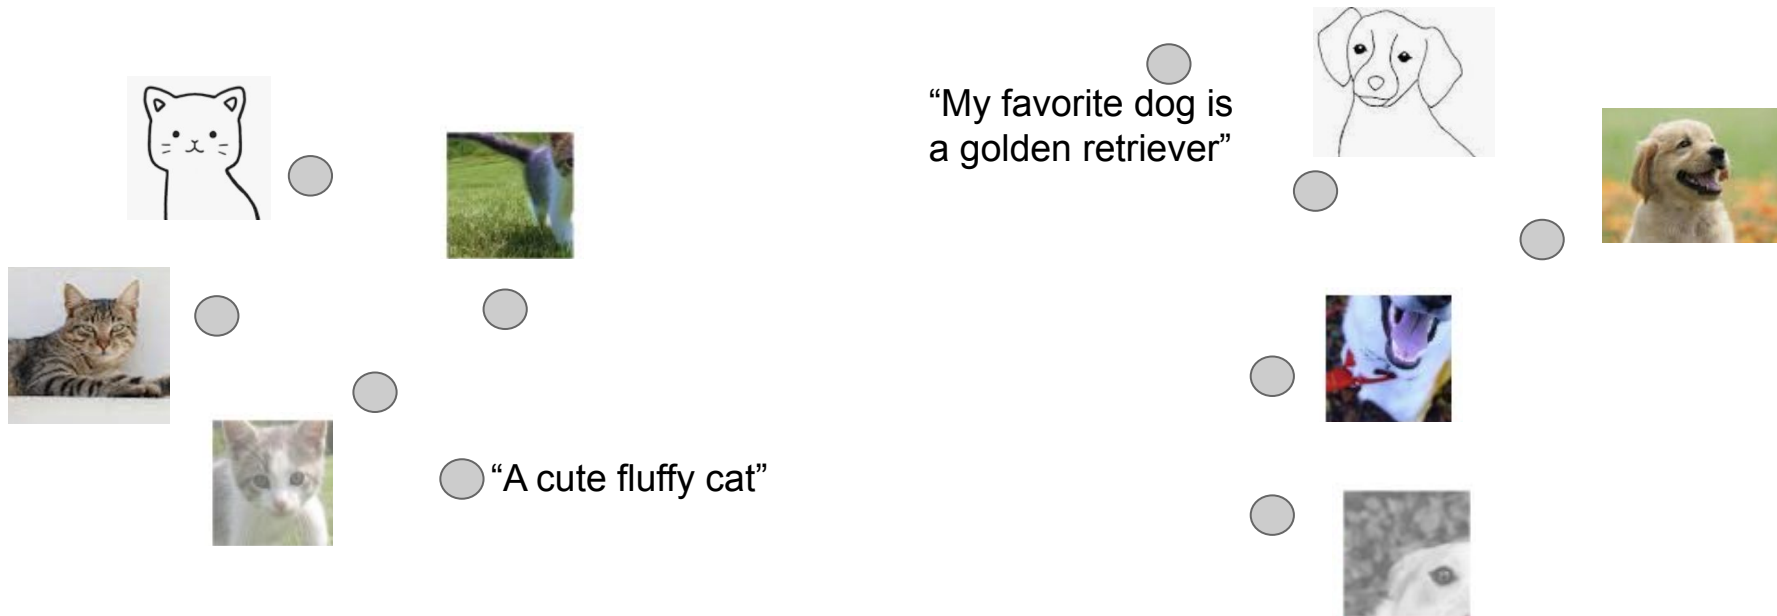 “My favorite dog is
a golden retriever”
“A cute fluffy cat”